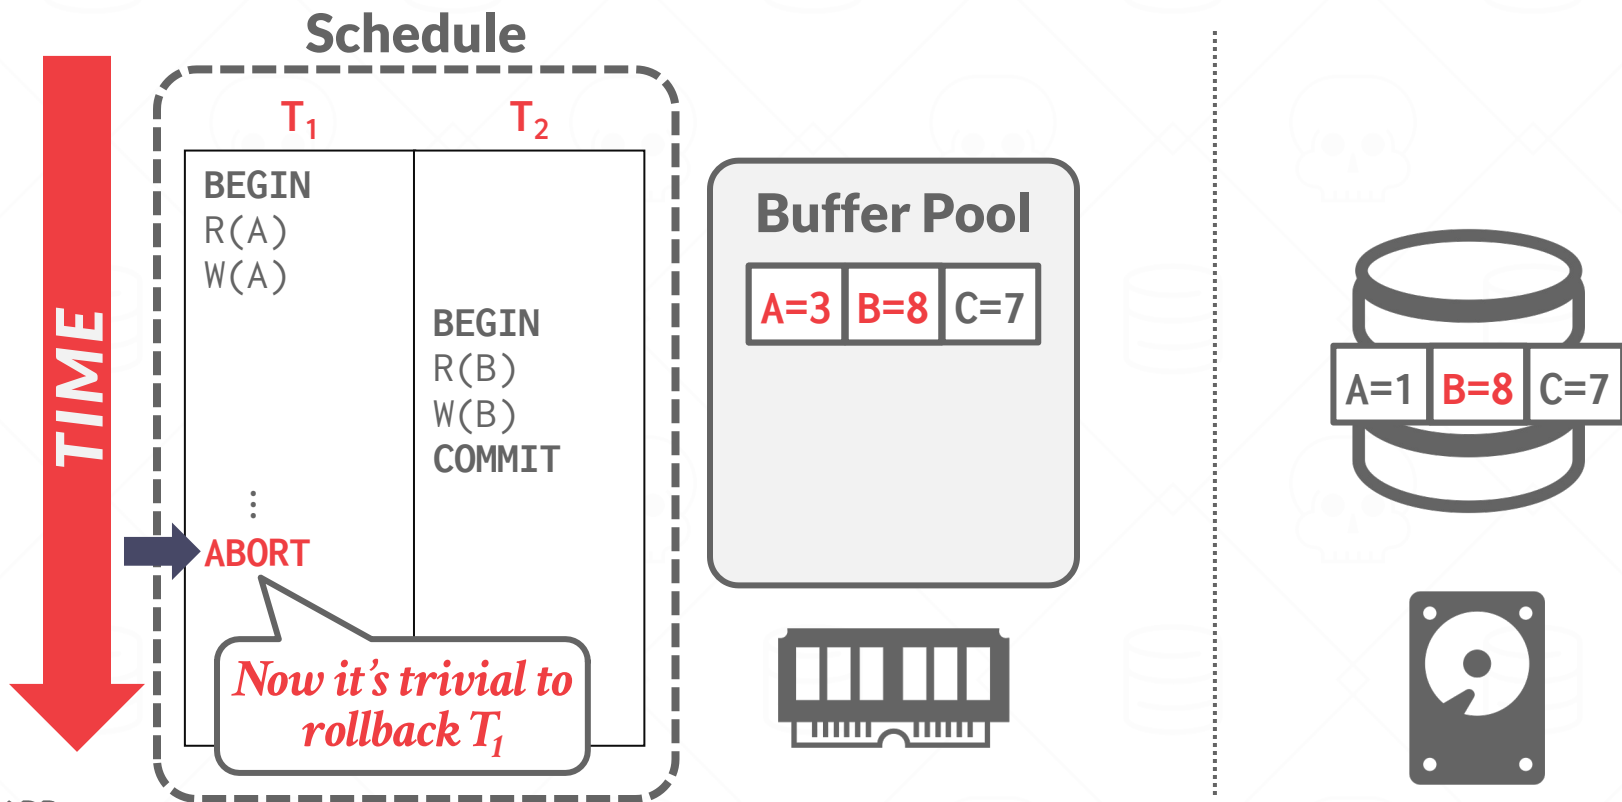 Schedule
TIME
T₁ T₂
BEGIN
R(A)
W(A)
BEGIN
R(B)
W(B)
COMMIT
⋮
ABORT
Now it's trivial to
rollback T₁
Buffer Pool
A=3 B=8 C=7
A=1 B=8 C=7